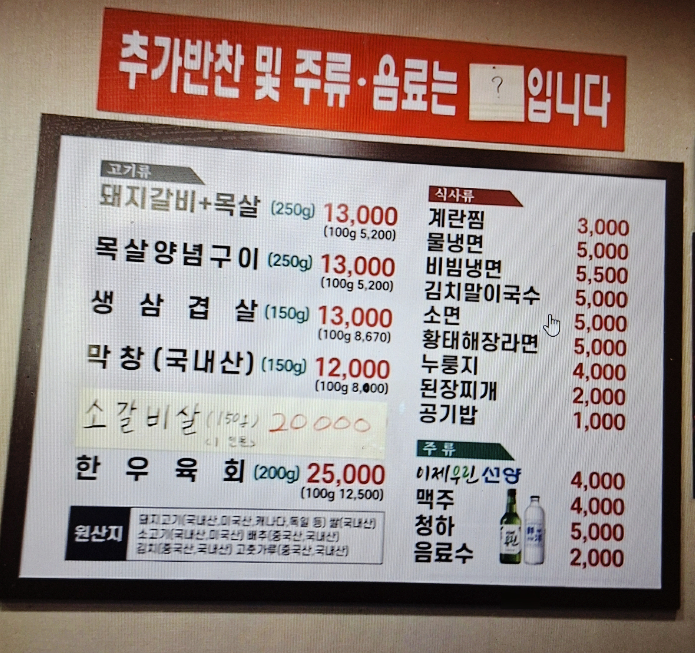 추가반찬 및 주류·음료는 ? 입니다
고기류
돼지갈비+목살 (250g) 13,000
(100g 5,200)
목살양념구이 (250g) 13,000
(100g 5,200)
생 삼 겹 살 (150g) 13,000
(100g 8,670)
막창(국내산) (150g) 12,000
(100g 8,000)
소갈비살 (150g) 20000
(1인분)
한 우 육 회 (200g) 25,000
(100g 12,500)
원산지
돼지고기(국내산,미국산,캐나다,독일 등) 쌀(국내산)
소고기(국내산,미국산) 배추(중국산,국내산)
김치(중국산,국내산) 고춧가루(중국산,국내산)
식사류
계란찜 3,000
물냉면 5,000
비빔냉면 5,500
김치말이국수 5,000
소면 5,000
황태해장라면 5,000
누룽지 4,000
된장찌개 2,000
공기밥 1,000
주 류
이제우린 선양 4,000
맥주 4,000
청하 5,000
음료수 2,000